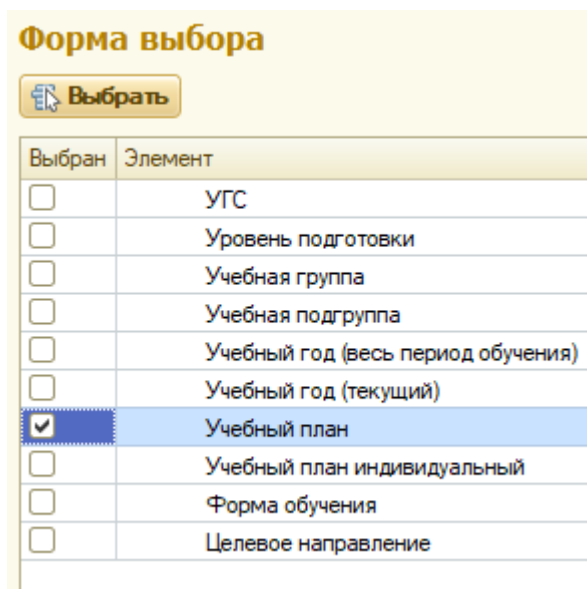 Форма выбора
Выбрать
Выбран Элемент
УГС
Уровень подготовки
Учебная группа
Учебная подгруппа
Учебный год (весь период обучения)
Учебный год (текущий)
Учебный план
Учебный план индивидуальный
Форма обучения
Целевое направление